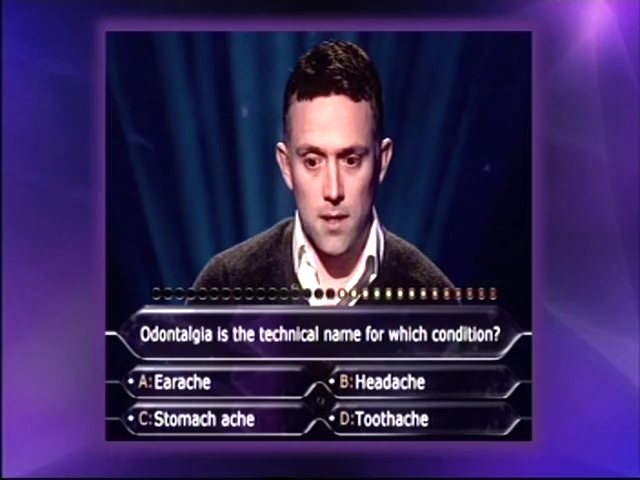 Odontalgia is the technical name for which condition?
A: Earache
B: Headache
C: Stomach ache
D: Toothache